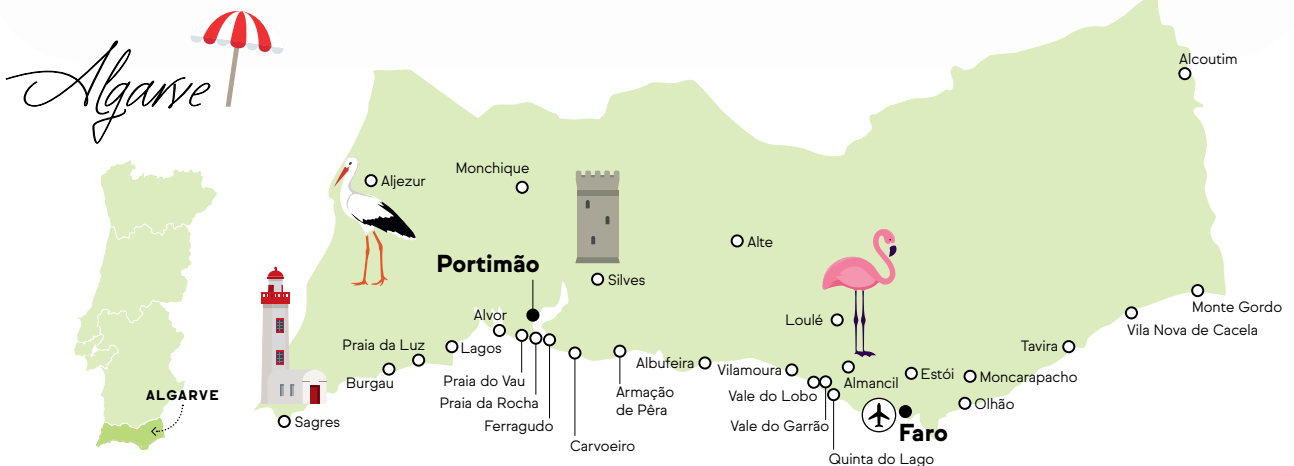 Algarve
Alcoutim
Monchique
Aljezur
Alte
Portimão
Silves
Monte Gordo
Alvor
Loulé
Vila Nova de Cacela
Praia da Luz
Lagos
Tavira
Burgau
Albufeira
Vilamoura
Estói
Moncarapacho
Praia do Vau
Almancil
ALGARVE
Armação
de Pêra
Vale do Lobo
Praia da Rocha
Olhão
Sagres
Ferragudo
Vale do Garrão
Faro
Carvoeiro
Quinta do Lago